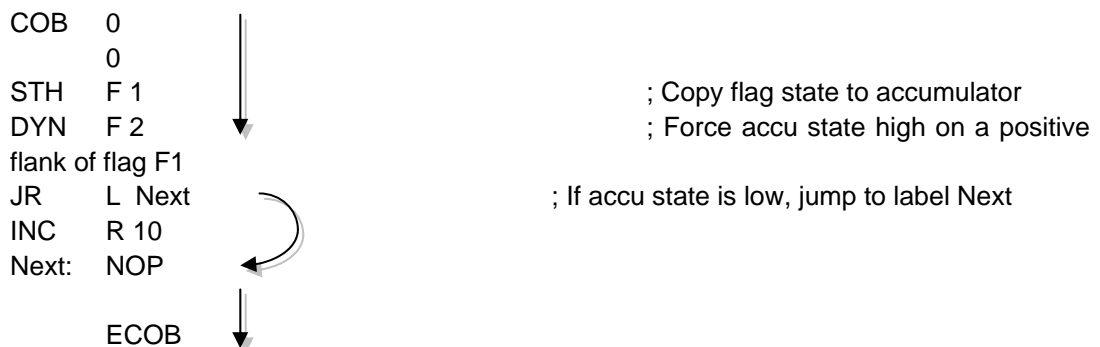 COB 0
0
STH F 1 ; Copy flag state to accumulator
DYN F 2 ; Force accu state high on a positive
flank of flag F1
JR L Next ; If accu state is low, jump to label Next
INC R 10
Next: NOP
ECOB